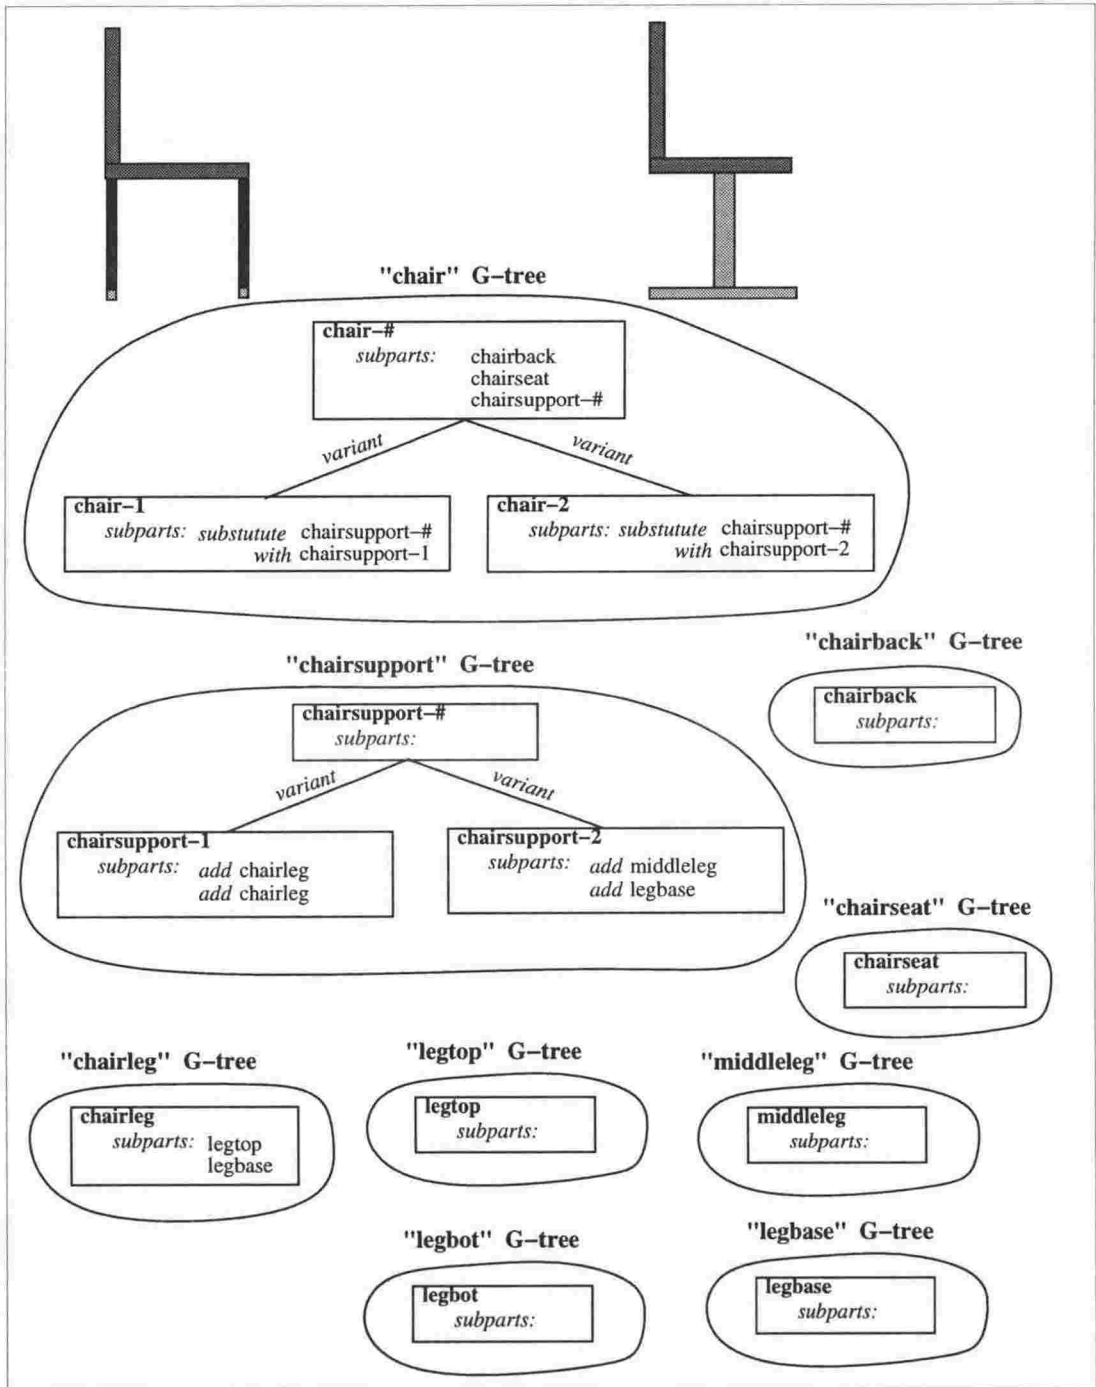 "chair" G–tree
chair–#
subparts: chairback
chairseat
chairsupport–#
variant
variant
chair–1
subparts: substutute chairsupport–#
with chairsupport–1
chair–2
subparts: substutute chairsupport–#
with chairsupport–2
"chairback" G–tree
chairback
subparts:
"chairsupport" G–tree
chairsupport–#
subparts:
variant
variant
chairsupport–1
subparts: add chairleg
add chairleg
chairsupport–2
subparts: add middleleg
add legbase
"chairseat" G–tree
chairseat
subparts:
"chairleg" G–tree
chairleg
subparts: legtop
legbase
"legtop" G–tree
legtop
subparts:
"middleleg" G–tree
middleleg
subparts:
"legbot" G–tree
legbot
subparts:
"legbase" G–tree
legbase
subparts: